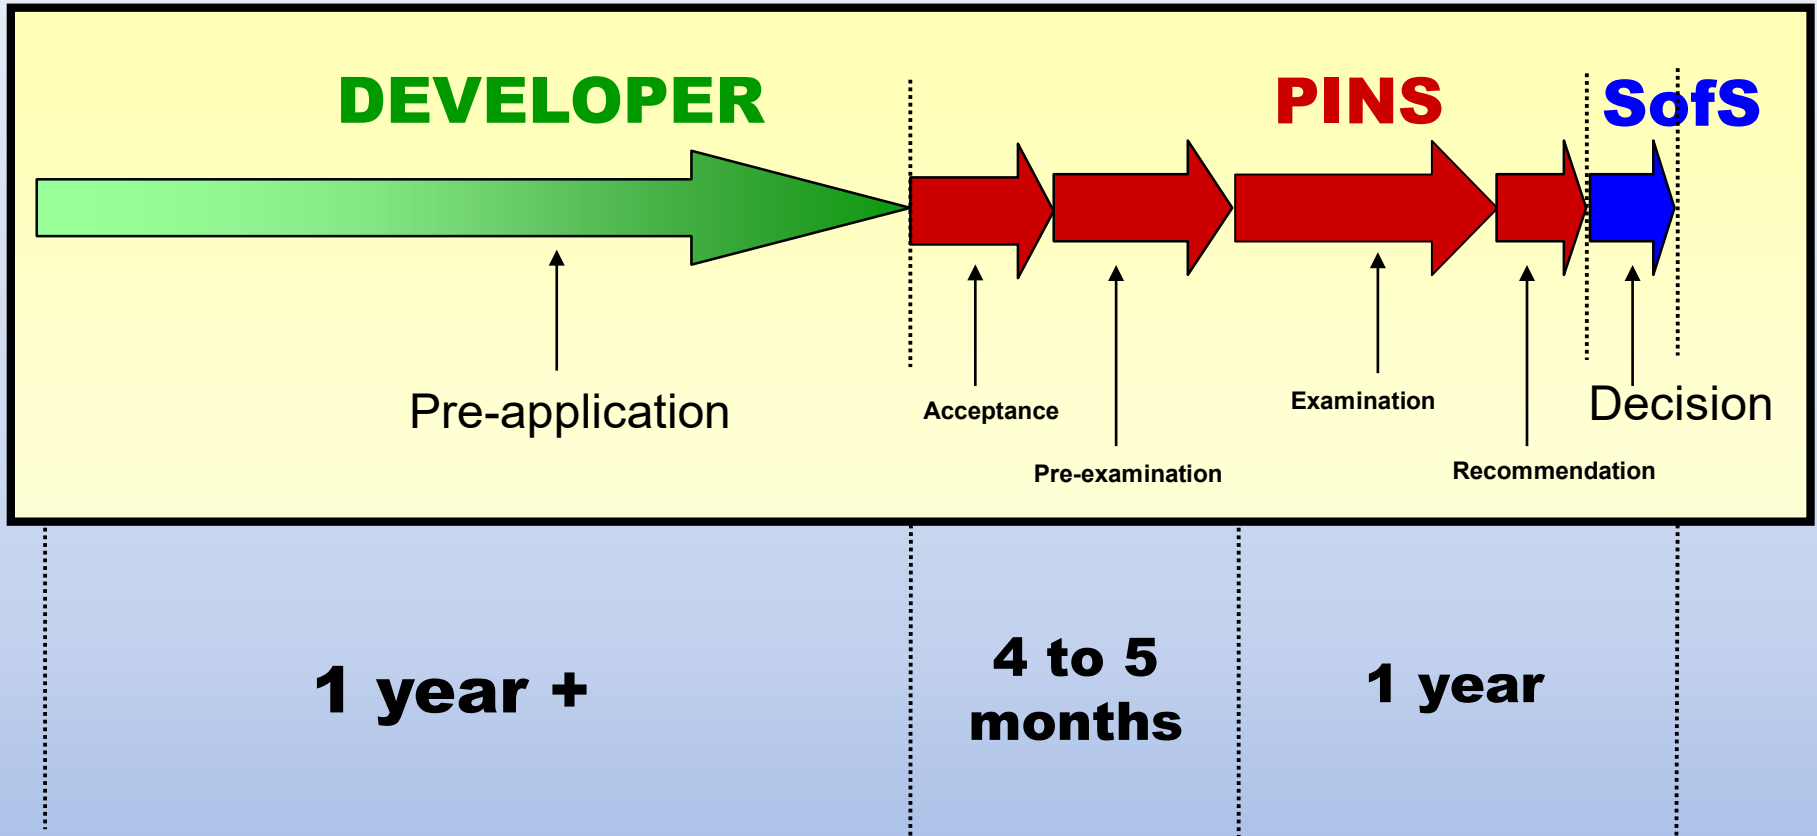 DEVELOPER
PINS
SofS
Pre-application
Acceptance
Examination
Decision
Pre-examination
Recommendation
1 year +
4 to 5
months
1 year